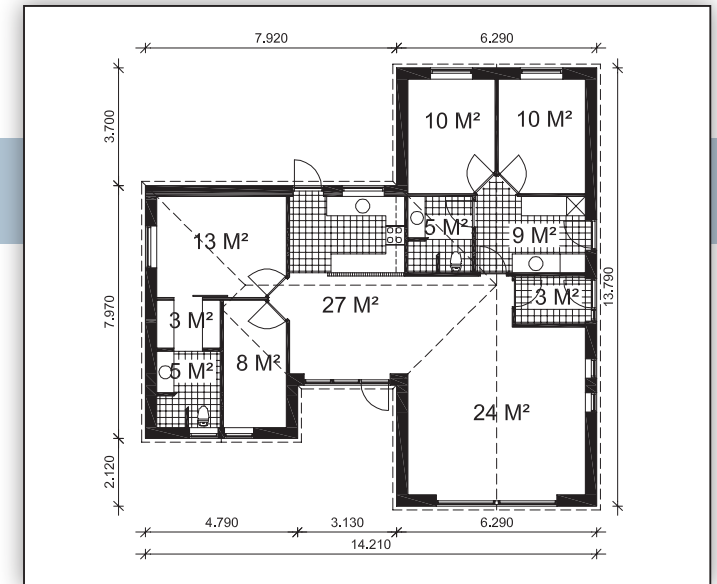 7.920 6.290
3.700
10 M² 10 M²
13 M² 5 M² 9 M²
7.970
13.790
3 M² 27 M² 3 M²
5 M² 8 M²
24 M²
2.120
4.790 3.130 6.290
14.210